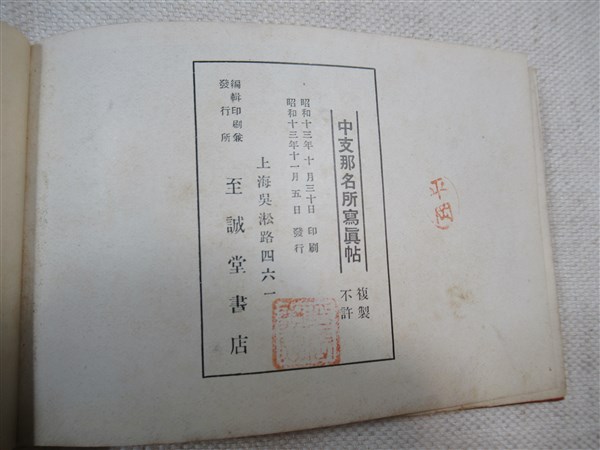 中支那名所寫眞帖
不許
複製
昭和十三年十月三十日印刷
昭和十三年十一月五日發行
上海吳淞路四六一
編輯印刷兼
發行所
至誠堂書店
平岡